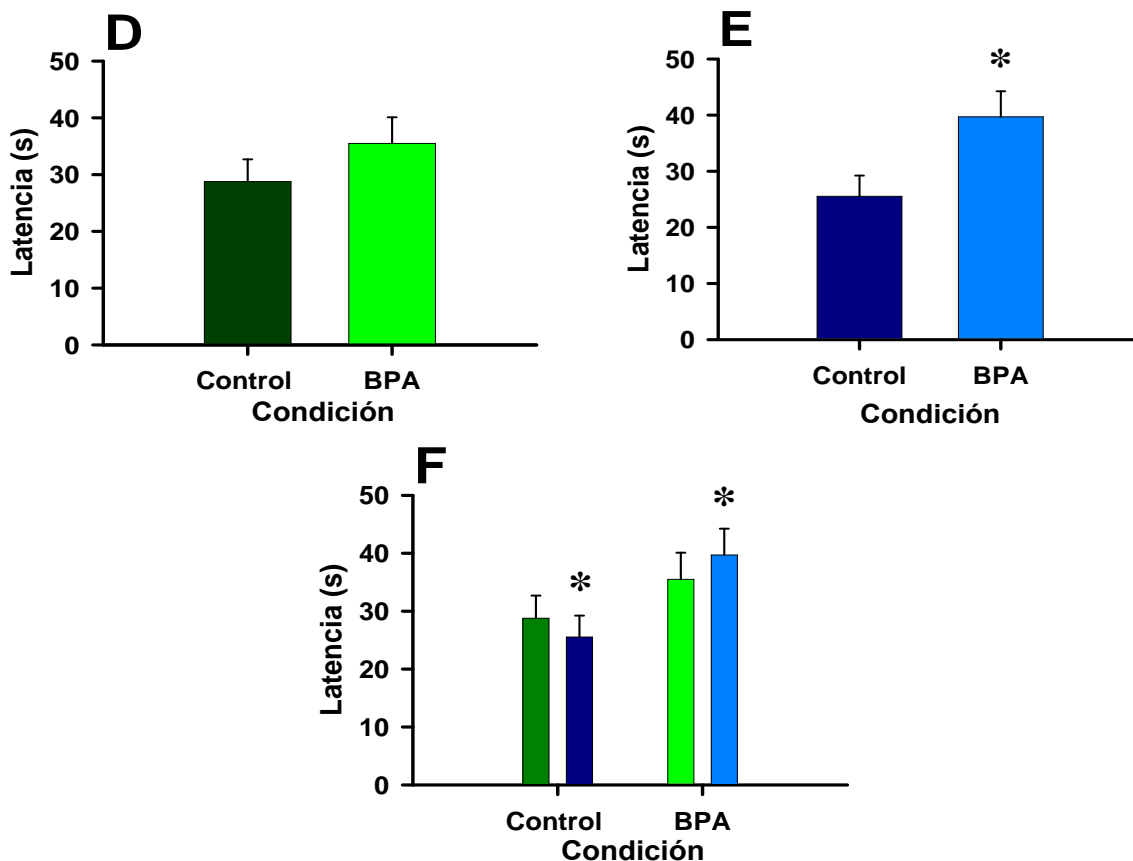 D
50
40
30
20
10
0
Latencia (s)
Control BPA
Condición
E
*
50
40
30
20
10
0
Latencia (s)
Control BPA
Condición
F
50
40
30
20
10
0
Latencia (s)
* *
Control BPA
Condición